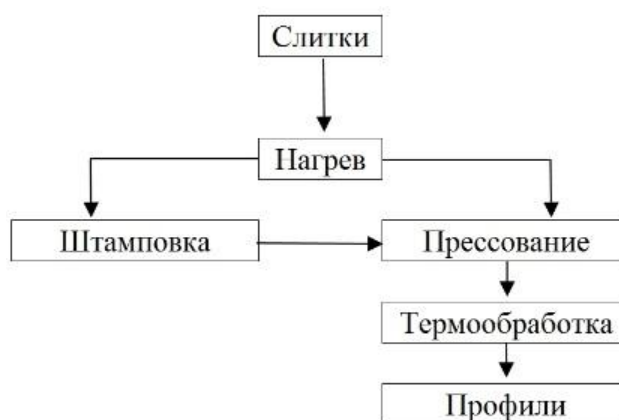 Слитки
Нагрев
Штамповка
Прессование
Термообработка
Профили